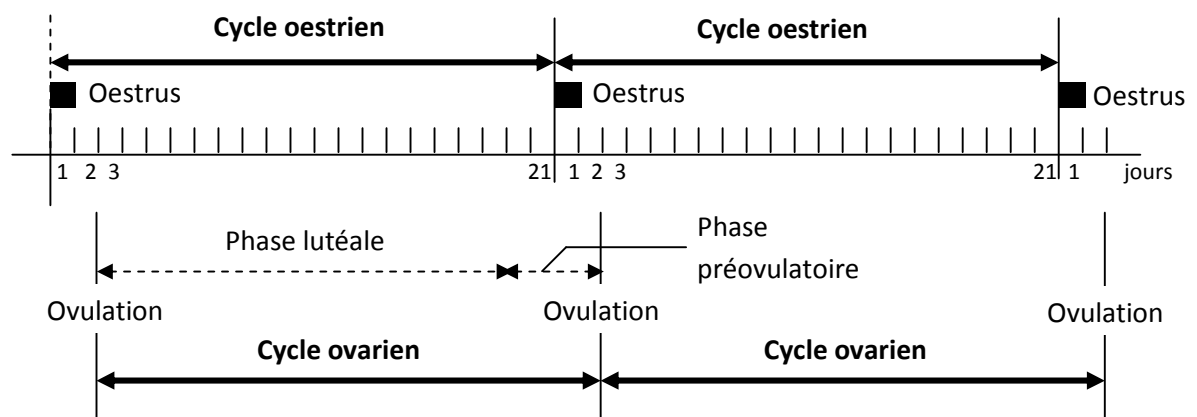 Cycle oestrien Cycle oestrien
Oestrus Oestrus Oestrus
1 2 3 21 1 2 3 21 1 jours
Phase lutéale Phase
préovulatoire
Ovulation Ovulation Ovulation
Cycle ovarien Cycle ovarien